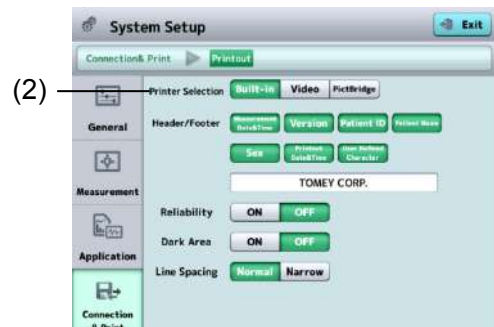 System Setup
Exit
Connection& Print Printout
(2)
Printer Selection Built-in Video PictBridge
General
Header/Footer Measurement Date&Time Version Patient ID Patient Name
Sex Printout Date&Time User Defined Character
TOMEY CORP.
Measurement
Reliability ON OFF
Dark Area ON OFF
Application
Line Spacing Normal Narrow
Connection
& Print